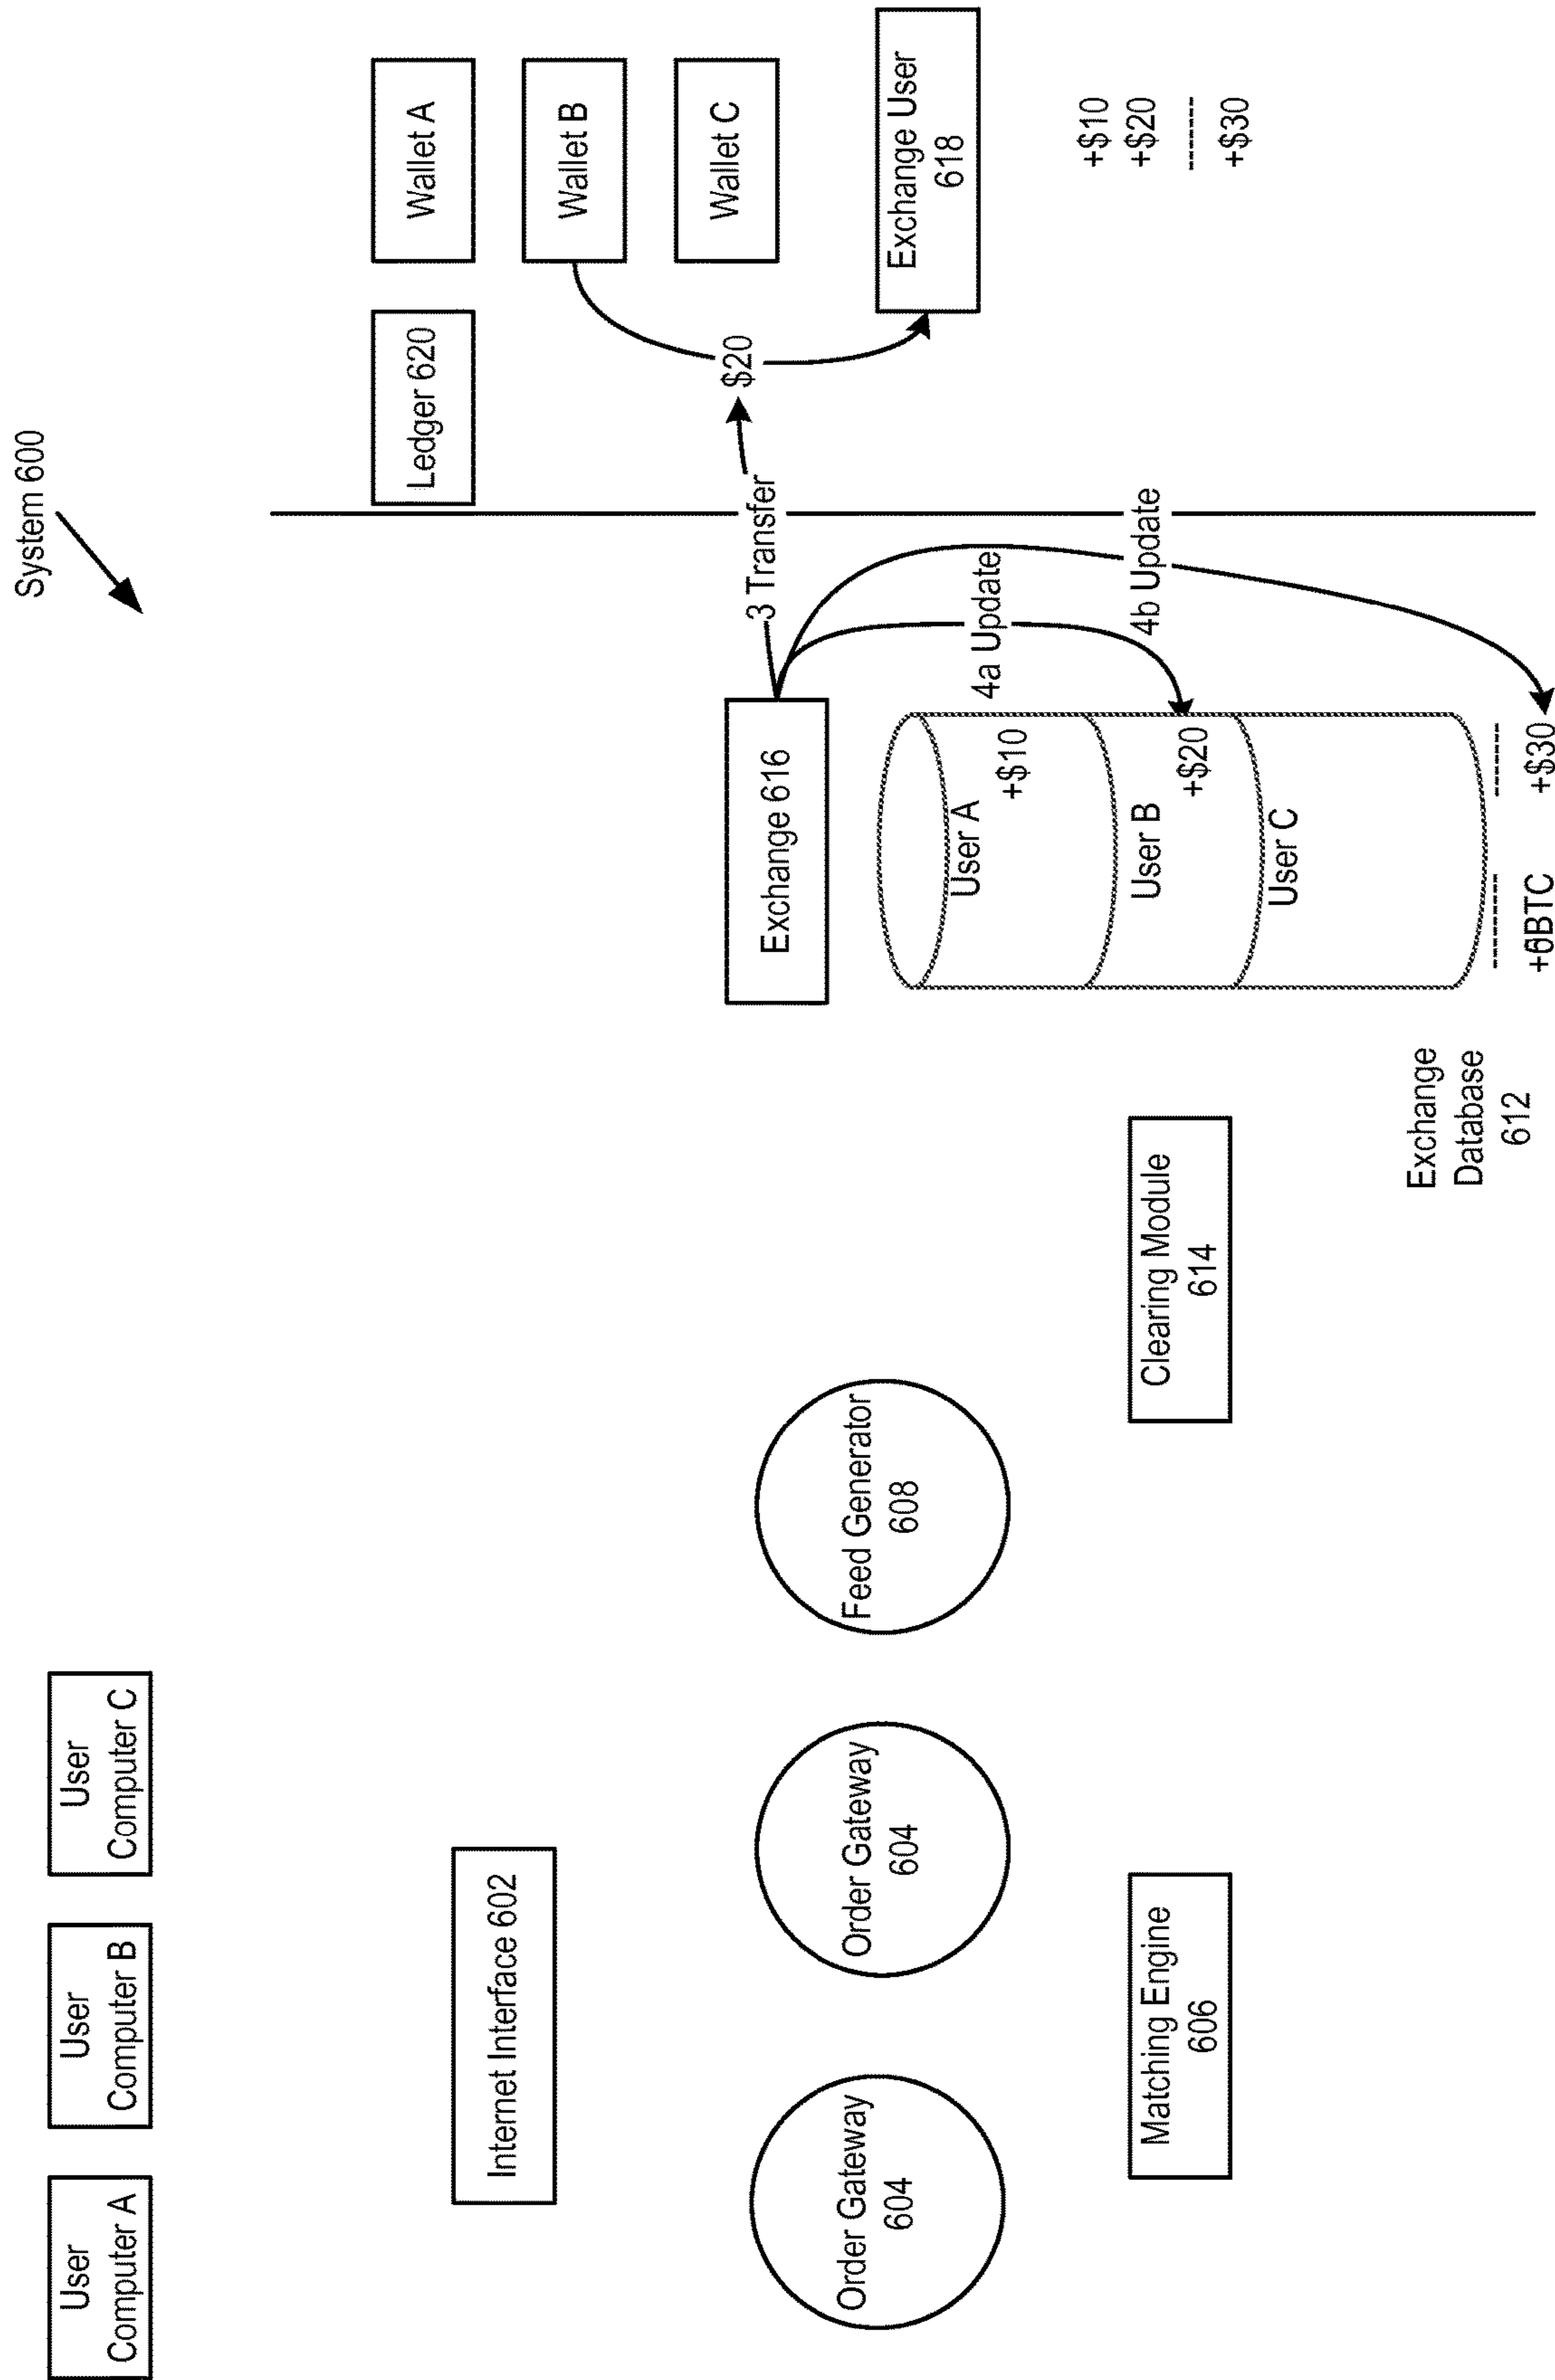 System 600
User
Computer A
User
Computer B
User
Computer C
Ledger 620
Wallet A
Internet Interface 602
Wallet B
Wallet C
$20
3 Transfer
Exchange 616
Order Gateway
604
Order Gateway
604
Feed Generator
608
Exchange User
618
User A
+$10
4a Update
+$10
+$20
-------
+$30
User B
+$20
4b Update
User C
Matching Engine
606
Clearing Module
614
Exchange
Database
612
-------- -------
+$30